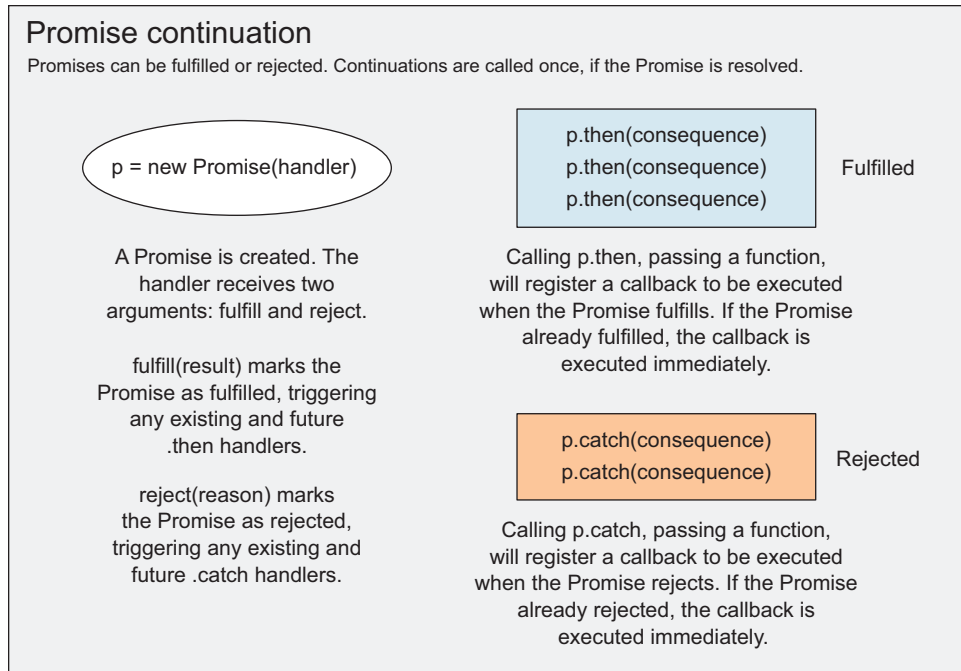 Promise continuation
Promises can be fulfilled or rejected. Continuations are called once, if the Promise is resolved.
p = new Promise(handler)
A Promise is created. The
handler receives two
arguments: fulfill and reject.
fulfill(result) marks the
Promise as fulfilled, triggering
any existing and future
.then handlers.
reject(reason) marks
the Promise as rejected,
triggering any existing and
future .catch handlers.
p.then(consequence)
p.then(consequence)
p.then(consequence)
Fulfilled
Calling p.then, passing a function,
will register a callback to be executed
when the Promise fulfills. If the Promise
already fulfilled, the callback is
executed immediately.
p.catch(consequence)
p.catch(consequence)
Rejected
Calling p.catch, passing a function,
will register a callback to be executed
when the Promise rejects. If the Promise
already rejected, the callback is
executed immediately.